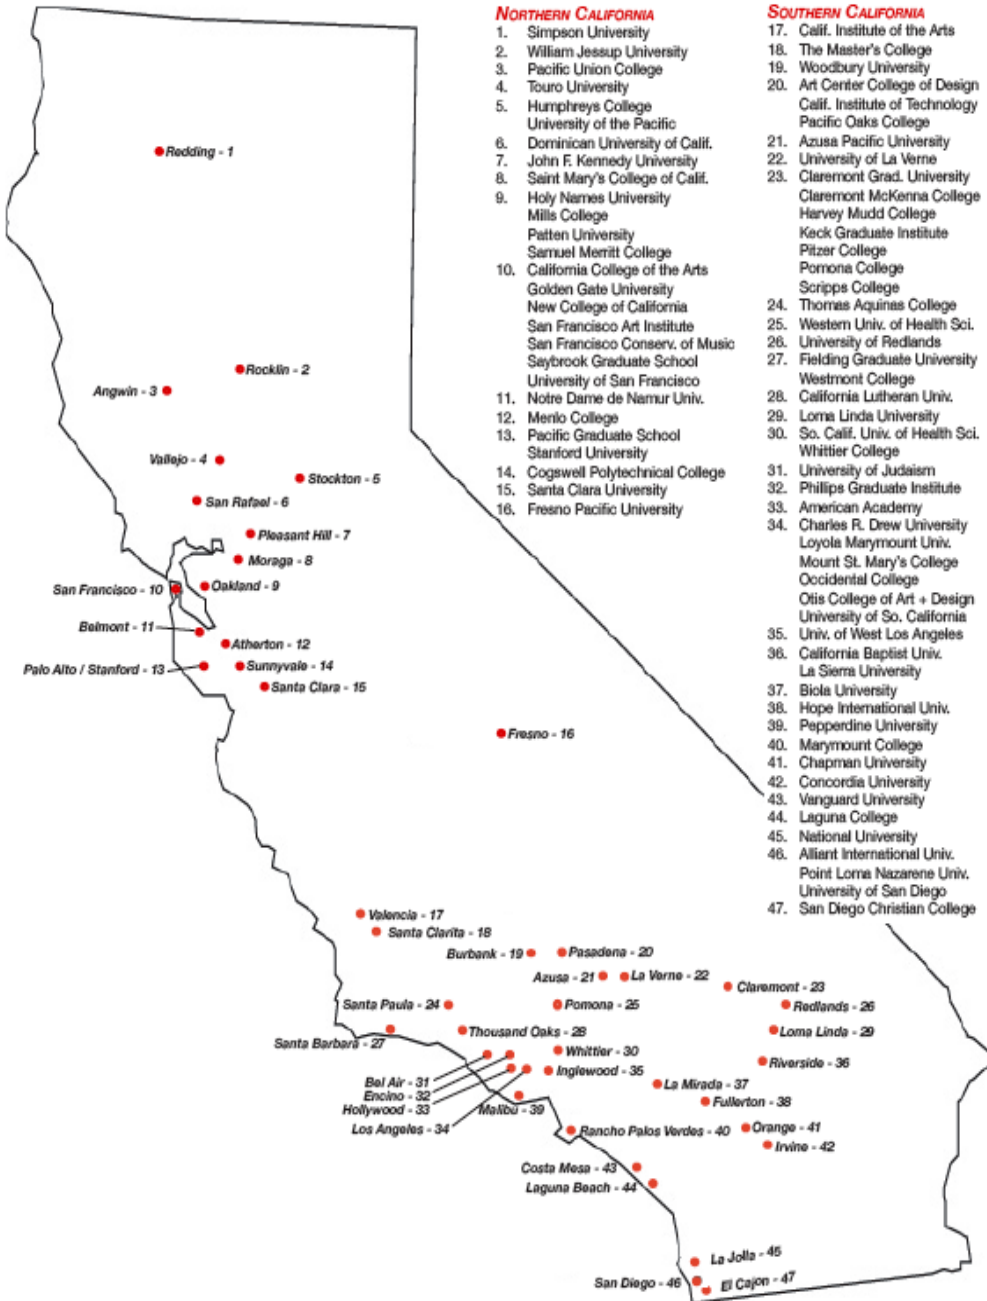 NORTHERN CALIFORNIA
1. Simpson University
2. William Jessup University
3. Pacific Union College
4. Touro University
5. Humphreys College
University of the Pacific
6. Dominican University of Calif.
7. John F. Kennedy University
8. Saint Mary's College of Calif.
9. Holy Names University
Mills College
Patten University
Samuel Merritt College
10. California College of the Arts
Golden Gate University
New College of California
San Francisco Art Institute
San Francisco Conserv. of Music
Saybrook Graduate School
University of San Francisco
11. Notre Dame de Namur Univ.
12. Menlo College
13. Pacific Graduate School
Stanford University
14. Cogswell Polytechnical College
15. Santa Clara University
16. Fresno Pacific University
SOUTHERN CALIFORNIA
17. Calif. Institute of the Arts
18. The Master's College
19. Woodbury University
20. Art Center College of Design
Calif. Institute of Technology
Pacific Oaks College
21. Azusa Pacific University
22. University of La Verne
23. Claremont Grad. University
Claremont McKenna College
Harvey Mudd College
Keck Graduate Institute
Pitzer College
Pomona College
Scripps College
24. Thomas Aquinas College
25. Western Univ. of Health Sci.
26. University of Redlands
27. Fielding Graduate University
Westmont College
28. California Lutheran Univ.
29. Loma Linda University
30. So. Calif. Univ. of Health Sci.
Whittier College
31. University of Judaism
32. Phillips Graduate Institute
33. American Academy
34. Charles R. Drew University
Loyola Marymount Univ.
Mount St. Mary's College
Occidental College
Otis College of Art + Design
University of So. California
35. Univ. of West Los Angeles
36. California Baptist Univ.
La Sierra University
37. Biola University
38. Hope International Univ.
39. Pepperdine University
40. Marymount College
41. Chapman University
42. Concordia University
43. Vanguard University
44. Laguna College
45. National University
46. Alliant International Univ.
Point Loma Nazarene Univ.
University of San Diego
47. San Diego Christian College
Redding - 1
Rocklin - 2
Angwin - 3
Vallejo - 4
Stockton - 5
San Rafael - 6
Pleasant Hill - 7
Moraga - 8
Oakland - 9
San Francisco - 10
Belmont - 11
Atherton - 12
Palo Alto / Stanford - 13
Sunnyvale - 14
Santa Clara - 15
Fresno - 16
Valencia - 17
Santa Clarita - 18
Burbank - 19
Pasadena - 20
Azusa - 21
La Verne - 22
Claremont - 23
Santa Paula - 24
Pomona - 25
Redlands - 26
Santa Barbara - 27
Thousand Oaks - 28
Loma Linda - 29
Whittier - 30
Bel Air - 31
Encino - 32
Hollywood - 33
Los Angeles - 34
Inglewood - 35
Riverside - 36
La Mirada - 37
Fullerton - 38
Malibu - 39
Rancho Palos Verdes - 40
Orange - 41
Irvine - 42
Costa Mesa - 43
Laguna Beach - 44
La Jolla - 45
San Diego - 46
El Cajon - 47